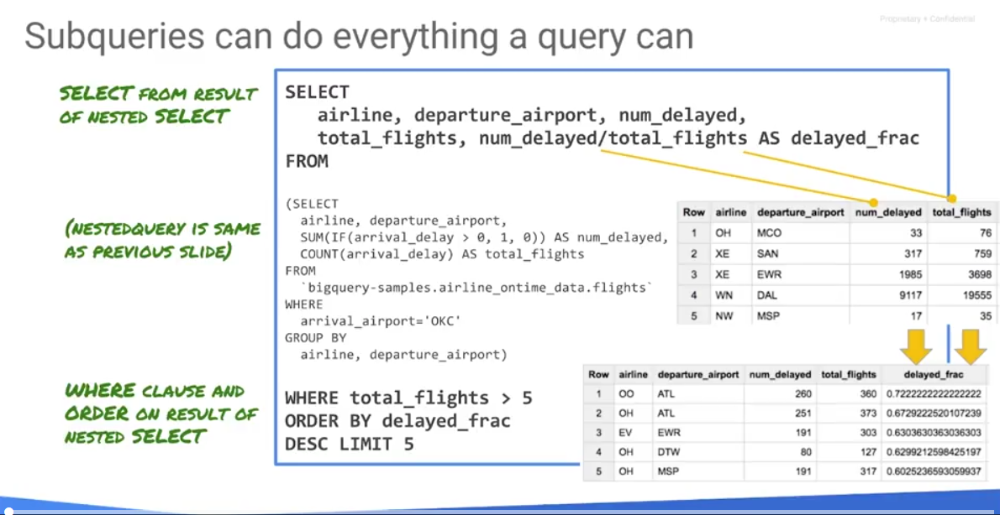 Proprietary + Confidential
Subqueries can do everything a query can
SELECT FROM RESULT
OF NESTED SELECT
(NESTEDQUERY IS SAME
AS PREVIOUS SLIDE)
WHERE CLAUSE AND
ORDER ON RESULT OF
NESTED SELECT
SELECT
airline, departure_airport, num_delayed,
total_flights, num_delayed/total_flights AS delayed_frac
FROM
(SELECT
airline, departure_airport,
SUM(IF(arrival_delay > 0, 1, 0)) AS num_delayed,
COUNT(arrival_delay) AS total_flights
FROM
`bigquery-samples.airline_ontime_data.flights`
WHERE
arrival_airport='OKC'
GROUP BY
airline, departure_airport)
WHERE total_flights > 5
ORDER BY delayed_frac
DESC LIMIT 5
Row airline departure_airport num_delayed total_flights
1 OH MCO 33 76
2 XE SAN 317 759
3 XE EWR 1985 3698
4 WN DAL 9117 19555
5 NW MSP 17 35
Row airline departure_airport num_delayed total_flights delayed_frac
1 OO ATL 260 360 0.7222222222222222
2 OH ATL 251 373 0.6729222520107239
3 EV EWR 191 303 0.6303630363036303
4 OH DTW 80 127 0.6299212598425197
5 OH MSP 191 317 0.6025236593059937